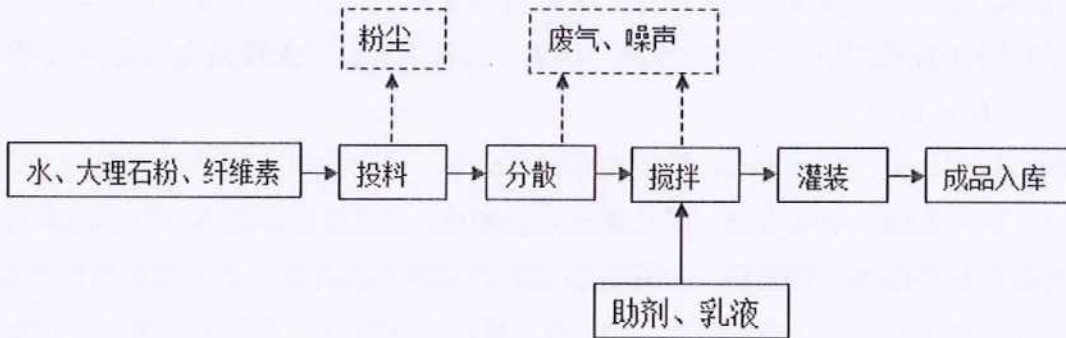 粉尘
废气、噪声
水、大理石粉、纤维素
投料
分散
搅拌
灌装
成品入库
助剂、乳液